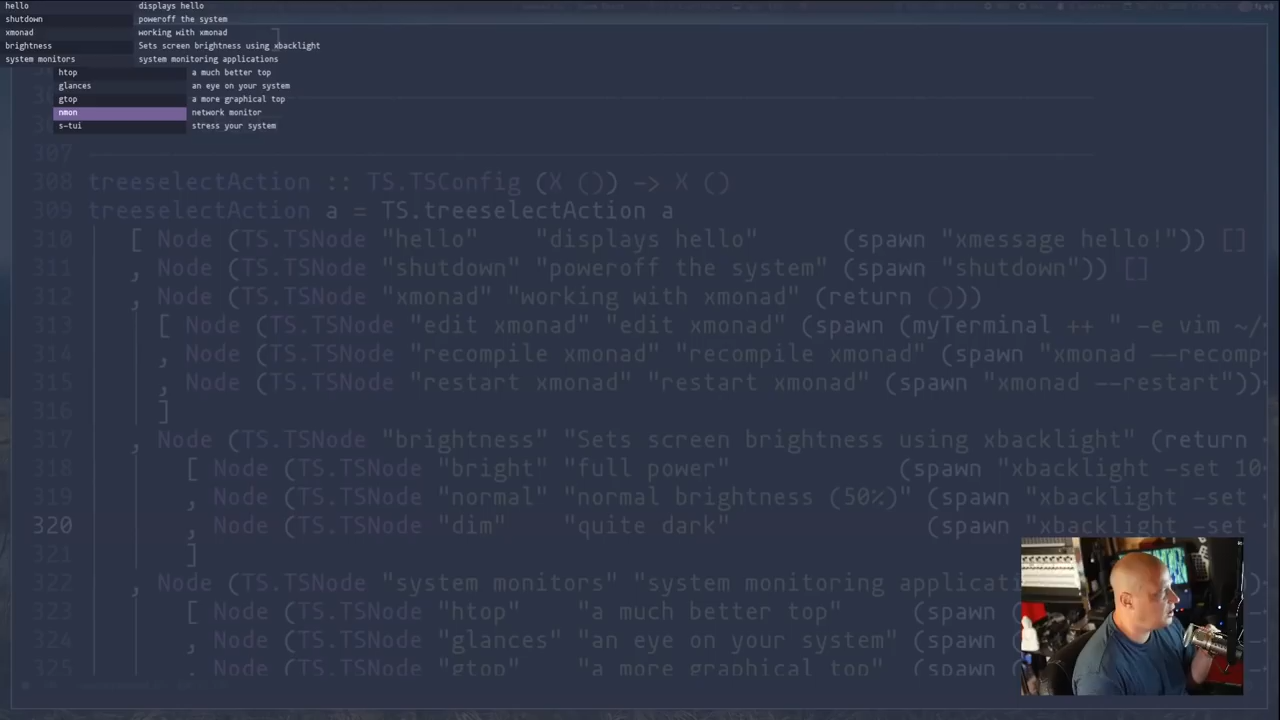 hello displays hello
shutdown poweroff the system
xmonad working with xmonad
brightness Sets screen brightness using xbacklight
system monitors system monitoring applications
htop a much better top
glances an eye on your system
gtop a more graphical top
nmon network monitor
s-tui stress your system
307
308 treeselectAction :: TS.TSConfig (X ()) -> X ()
309 treeselectAction a = TS.treeselectAction a
310 [ Node (TS.TSNode "hello" "displays hello" (spawn "xmessage hello!")) []
311 , Node (TS.TSNode "shutdown" "poweroff the system" (spawn "shutdown")) []
312 , Node (TS.TSNode "xmonad" "working with xmonad" (return ()))
313 [ Node (TS.TSNode "edit xmonad" "edit xmonad" (spawn (myTerminal ++ " -e vim ~/
314 , Node (TS.TSNode "recompile xmonad" "recompile xmonad" (spawn "xmonad --recomp
315 , Node (TS.TSNode "restart xmonad" "restart xmonad" (spawn "xmonad --restart"))
316 ]
317 , Node (TS.TSNode "brightness" "Sets screen brightness using xbacklight" (return
318 [ Node (TS.TSNode "bright" "full power" (spawn "xbacklight -set 10
319 , Node (TS.TSNode "normal" "normal brightness (50%)" (spawn "xbacklight -set
320 , Node (TS.TSNode "dim" "quite dark" (spawn "xbacklight -set
321 ]
322 , Node (TS.TSNode "system monitors" "system monitoring applicati
323 [ Node (TS.TSNode "htop" "a much better top" (spawn
324 , Node (TS.TSNode "glances" "an eye on your system" (spawn
325 , Node (TS.TSNode "gtop" "a more graphical top" (spawn